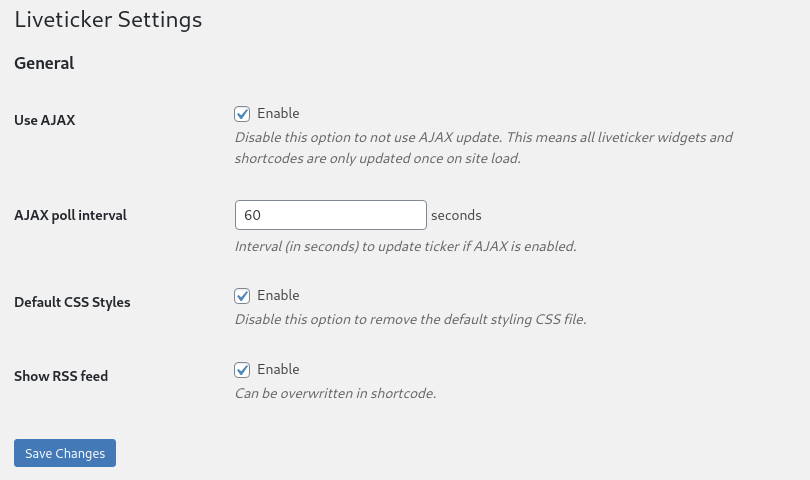 Liveticker Settings
General
Use AJAX
Enable
Disable this option to not use AJAX update. This means all liveticker widgets and
shortcodes are only updated once on site load.
AJAX poll interval
60 seconds
Interval (in seconds) to update ticker if AJAX is enabled.
Default CSS Styles
Enable
Disable this option to remove the default styling CSS file.
Show RSS feed
Enable
Can be overwritten in shortcode.
Save Changes